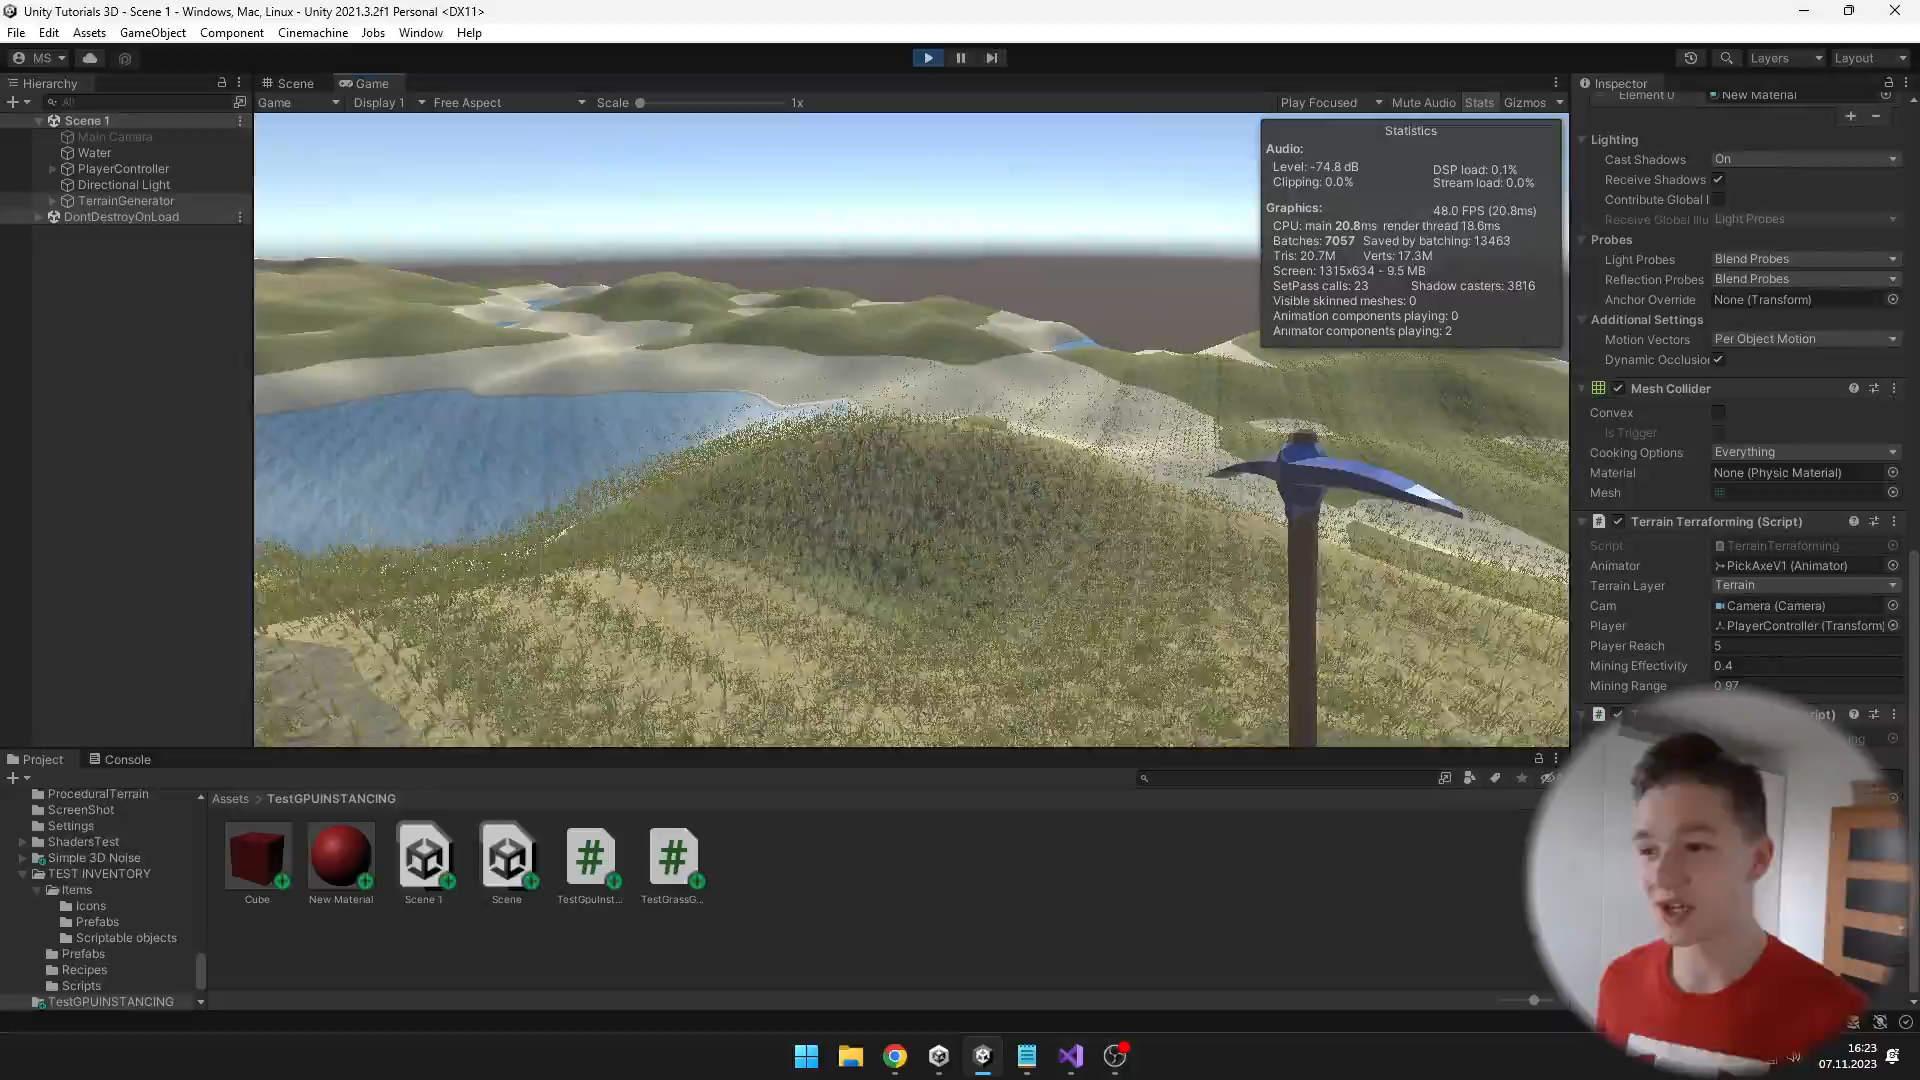 Unity Tutorials 3D - Scene 1 - Windows, Mac, Linux - Unity 2021.3.2f1 Personal <DX11>
File Edit Assets GameObject Component Cinemachine Jobs Window Help
MS
Layers Layout
Hierarchy
All
Scene 1
Main Camera
Water
PlayerController
Directional Light
TerrainGenerator
DontDestroyOnLoad
Scene Game
Game Display 1 Free Aspect Scale 1x Play Focused Mute Audio Stats Gizmos
Statistics
Audio:
Level: -74.8 dB DSP load: 0.1%
Clipping: 0.0% Stream load: 0.0%
Graphics: 48.0 FPS (20.8ms)
CPU: main 20.8ms render thread 18.6ms
Batches: 7057 Saved by batching: 13463
Tris: 20.7M Verts: 17.3M
Screen: 1315x634 - 9.5 MB
SetPass calls: 23 Shadow casters: 3816
Visible skinned meshes: 0
Animation components playing: 0
Animator components playing: 2
Inspector
Element 0 New Material
Lighting
Cast Shadows On
Receive Shadows
Contribute Global I
Receive Global Illu Light Probes
Probes
Light Probes Blend Probes
Reflection Probes Blend Probes
Anchor Override None (Transform)
Additional Settings
Motion Vectors Per Object Motion
Dynamic Occlusion
Mesh Collider
Convex
Is Trigger
Cooking Options Everything
Material None (Physic Material)
Mesh
Terrain Terraforming (Script)
Script TerrainTerraforming
Animator PickAxeV1 (Animator)
Terrain Layer Terrain
Cam Camera (Camera)
Player PlayerController (Transform)
Player Reach 5
Mining Effectivity 0.4
Mining Range 0.97
Project Console
ProceduralTerrain
ScreenShot
Settings
ShadersTest
Simple 3D Noise
TEST INVENTORY
Items
Icons
Prefabs
Scriptable objects
Prefabs
Recipes
Scripts
TestGPUINSTANCING
Assets > TestGPUINSTANCING
Cube New Material Scene 1 Scene TestGpuInst... TestGrassG...
16:23
07.11.2023